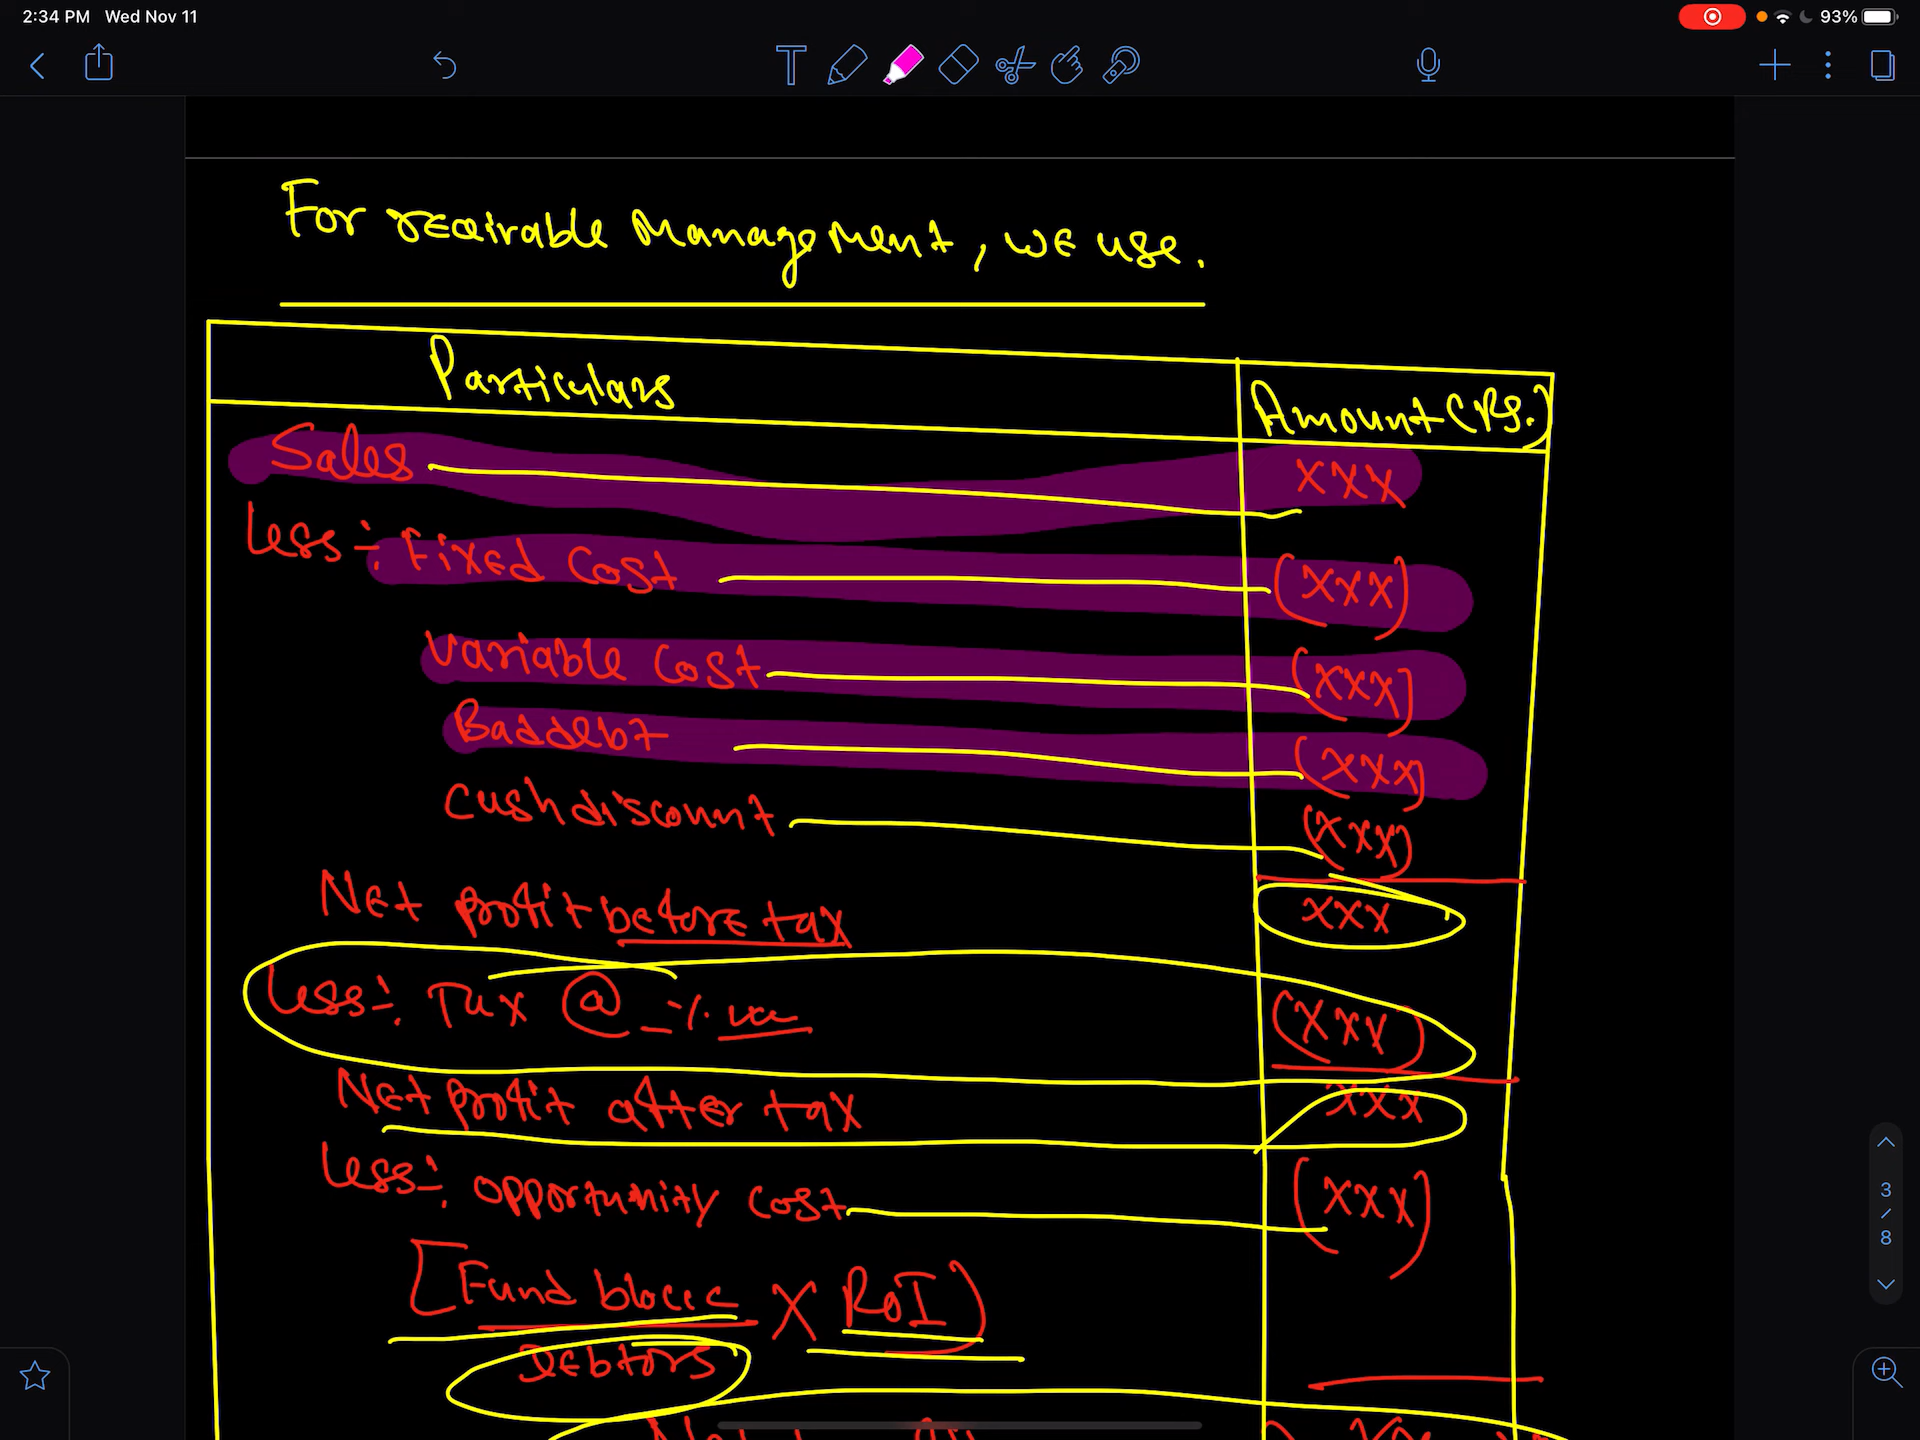 2:34 PM Wed Nov 11
93%
For receivable Management, we use.
Particulars Amount (Rs.)
Sales XXX
Less:- Fixed Cost (XXX)
Variable Cost (XXX)
Baddebt (XXX)
Cash discount (XXX)
Net profit before tax XXX
Less:- Tax @ _% (XXX)
Net profit after tax XXX
Less:- opportunity cost (XXX)
[Fund block X ROI)
Debtors
3
/
8